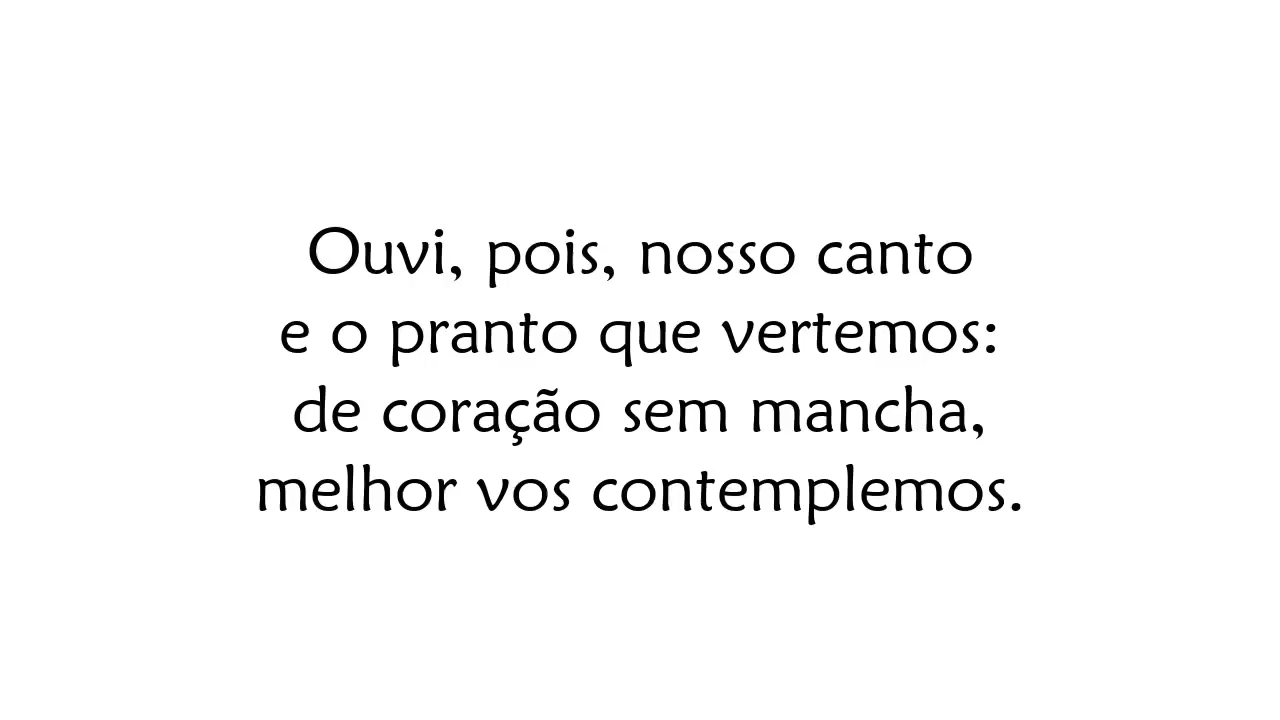 Ouvi, pois, nosso canto
e o pranto que vertemos:
de coração sem mancha,
melhor vos contemplemos.